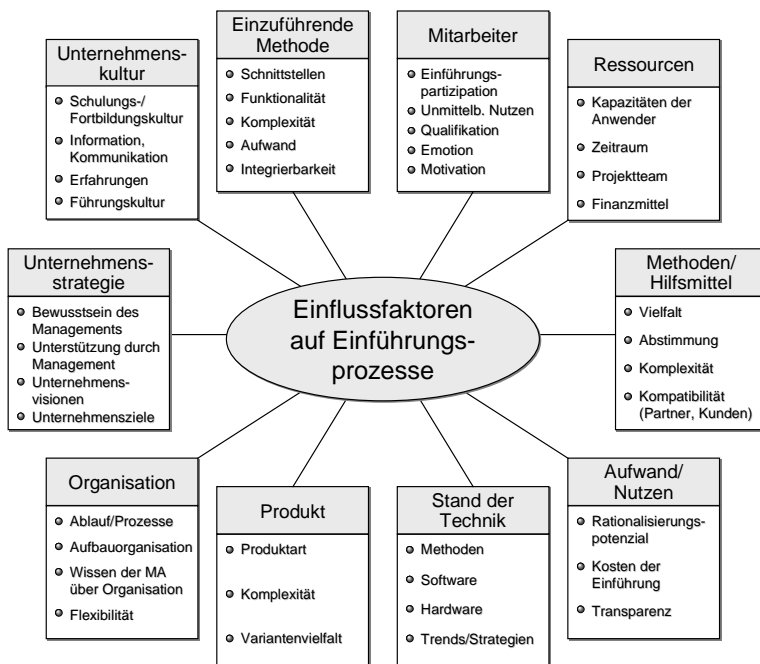 Unternehmens-
kultur
Schulungs-/
Fortbildungskultur
Information,
Kommunikation
Erfahrungen
Führungskultur
Einzuführende
Methode
Schnittstellen
Funktionalität
Komplexität
Aufwand
Integrierbarkeit
Mitarbeiter
Einführungs-
partizipation
Unmittelb. Nutzen
Qualifikation
Emotion
Motivation
Ressourcen
Kapazitäten der
Anwender
Zeitraum
Projektteam
Finanzmittel
Unternehmens-
strategie
Bewusstsein des
Managements
Unterstützung durch
Management
Unternehmens-
visionen
Unternehmensziele
Einflussfaktoren
auf Einführungs-
prozesse
Methoden/
Hilfsmittel
Vielfalt
Abstimmung
Komplexität
Kompatibilität
(Partner, Kunden)
Organisation
Ablauf/Prozesse
Aufbauorganisation
Wissen der MA
über Organisation
Flexibilität
Produkt
Produktart
Komplexität
Variantenvielfalt
Stand der
Technik
Methoden
Software
Hardware
Trends/Strategien
Aufwand/
Nutzen
Rationalisierungs-
potenzial
Kosten der
Einführung
Transparenz